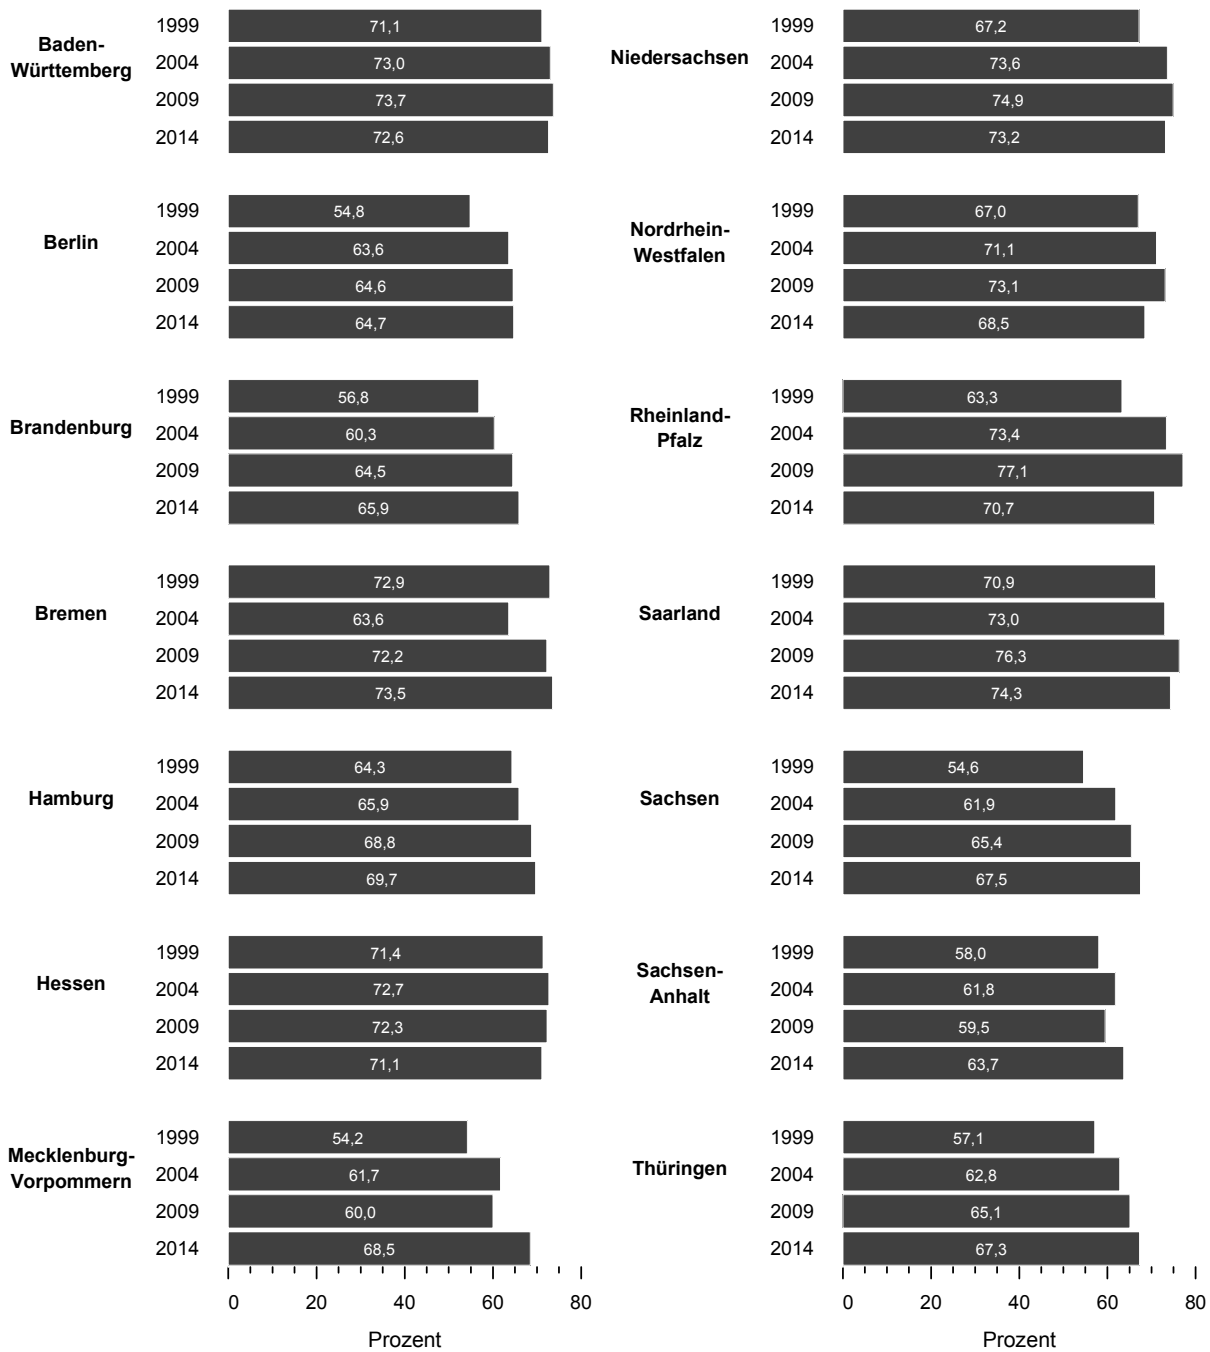 Baden-
Württemberg
1999 71,1
2004 73,0
2009 73,7
2014 72,6
Berlin
1999 54,8
2004 63,6
2009 64,6
2014 64,7
Brandenburg
1999 56,8
2004 60,3
2009 64,5
2014 65,9
Bremen
1999 72,9
2004 63,6
2009 72,2
2014 73,5
Hamburg
1999 64,3
2004 65,9
2009 68,8
2014 69,7
Hessen
1999 71,4
2004 72,7
2009 72,3
2014 71,1
Mecklenburg-
Vorpommern
1999 54,2
2004 61,7
2009 60,0
2014 68,5
0 20 40 60 80
Prozent
Niedersachsen
1999 67,2
2004 73,6
2009 74,9
2014 73,2
Nordrhein-
Westfalen
1999 67,0
2004 71,1
2009 73,1
2014 68,5
Rheinland-
Pfalz
1999 63,3
2004 73,4
2009 77,1
2014 70,7
Saarland
1999 70,9
2004 73,0
2009 76,3
2014 74,3
Sachsen
1999 54,6
2004 61,9
2009 65,4
2014 67,5
Sachsen-
Anhalt
1999 58,0
2004 61,8
2009 59,5
2014 63,7
Thüringen
1999 57,1
2004 62,8
2009 65,1
2014 67,3
0 20 40 60 80
Prozent